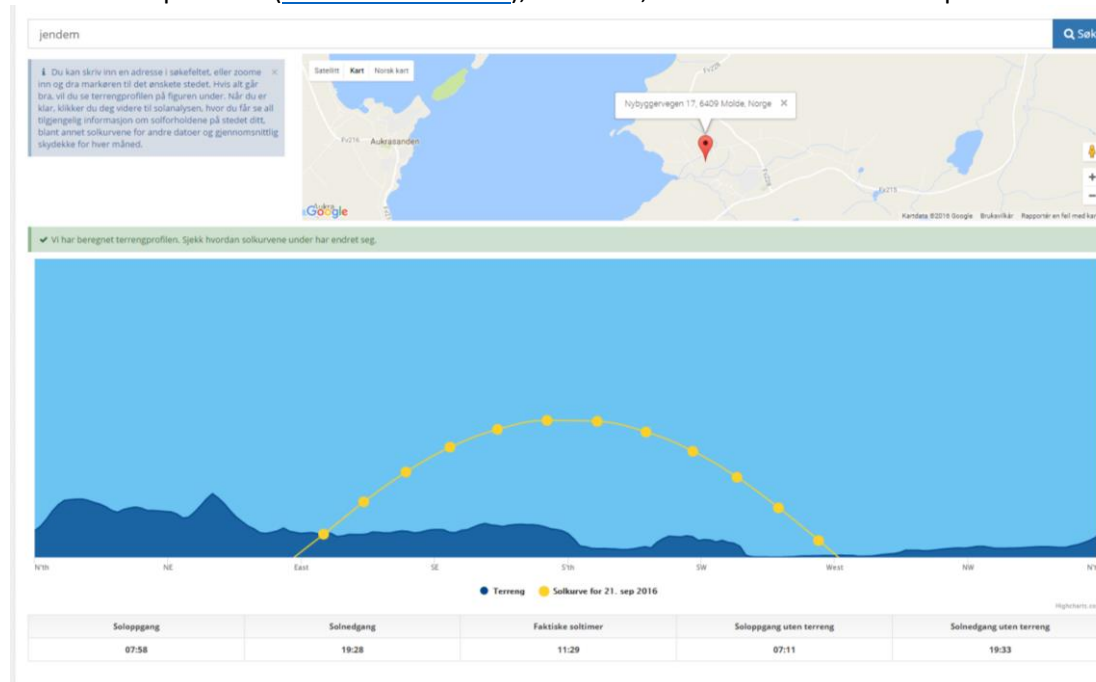 jendem
Søk
Du kan skriv inn en adresse i søkefeltet, eller zoome
inn og dra markøren til det ønskete stedet. Hvis alt går
bra, vil du se terrengprofilen på figuren under. Når du er
klar, klikker du deg videre til solanalysen, hvor du får se all
tilgjengelig informasjon om solforholdene på stedet ditt,
blant annet solkurvene for andre datoer og gjennomsnittlig
skydekke for hver måned.
Satellitt Kart Norsk kart
Nybyggervegen 17, 6409 Molde, Norge
Fv216
Aukrasanden
Fv228
Fv215
Google
Kartdata ©2016 Google Brukervilkår Rapportér en feil med kar
Vi har beregnet terrengprofilen. Sjekk hvordan solkurvene under har endret seg.
N'th NE East SE S'th SW West NW N't
Terreng Solkurve for 21. sep 2016
Highcharts.co
Soloppgang Solnedgang Faktiske soltimer Soloppgang uten terreng Solnedgang uten terreng
07:58 19:28 11:29 07:11 19:33